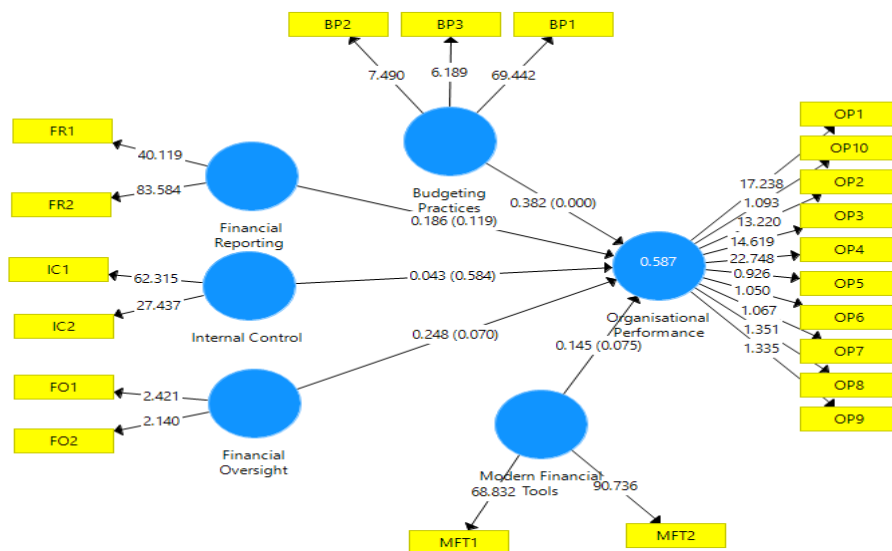 BP2
BP3
BP1
7.490
6.189
69.442
FR1
40.119
FR2
83.584
Financial
Reporting
Budgeting
Practices
0.382 (0.000)
0.186 (0.119)
IC1
62.315
IC2
27.437
Internal Control
0.043 (0.584)
FO1
2.421
FO2
2.140
Financial
Oversight
0.248 (0.070)
0.587
Organisational
Performance
0.145 (0.075)
Modern Financial
Tools
68.832
90.736
MFT1
MFT2
OP1
OP10
OP2
OP3
OP4
OP5
OP6
OP7
OP8
OP9
17.238
1.093
13.220
14.619
22.748
0.926
1.050
1.067
1.351
1.335